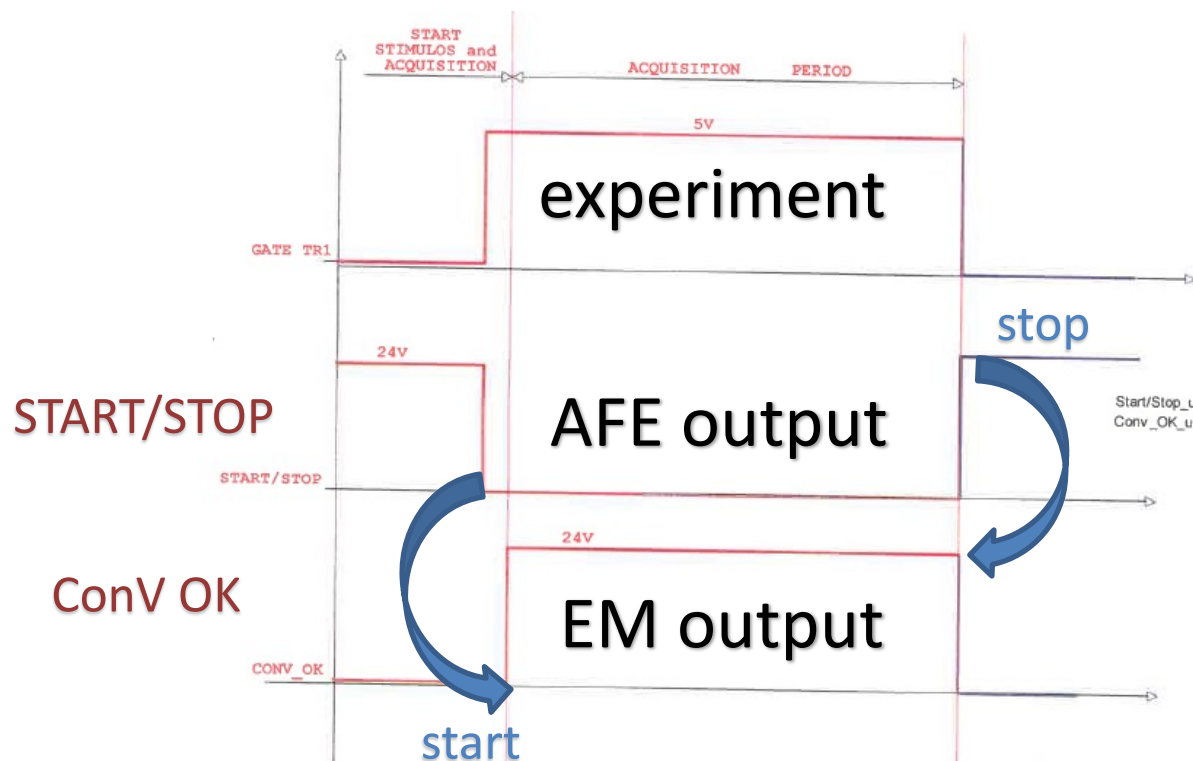 START
STIMULOS and
ACQUISITION
ACQUISITION PERIOD
5V
experiment
GATE TR1
stop
24V
START/STOP
AFE output
Start/Stop_u
Conv_OK_u
START/STOP
24V
ConV OK
EM output
CONV_OK
start